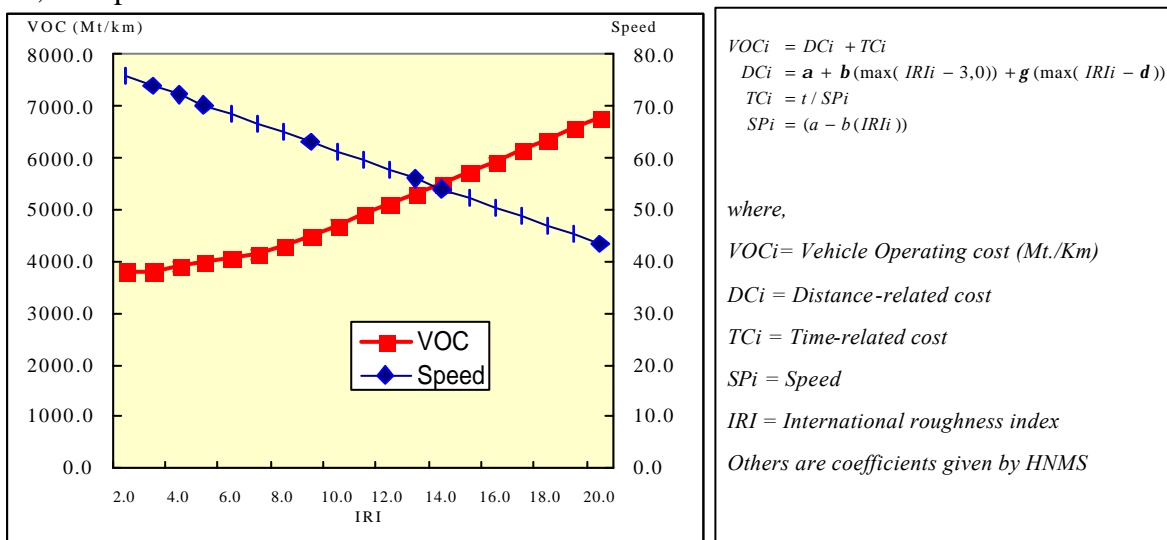 VOC (Mt/km) Speed
8000.0 80.0
7000.0 70.0
6000.0 60.0
5000.0 50.0
4000.0 40.0
3000.0 30.0
2000.0 20.0
1000.0 10.0
0.0 0.0
VOC
Speed
2.0 4.0 6.0 8.0 10.0 12.0 14.0 16.0 18.0 20.0
IRI
VOCi = DCi + TCi
DCi = a + b (max( IRIi − 3,0)) + g (max( IRIi − d ))
TCi = t / SPi
SPi = (a − b (IRIi ))
where,
VOCi= Vehicle Operating cost (Mt./Km)
DCi = Distance-related cost
TCi = Time-related cost
SPi = Speed
IRI = International roughness index
Others are coefficients given by HNMS